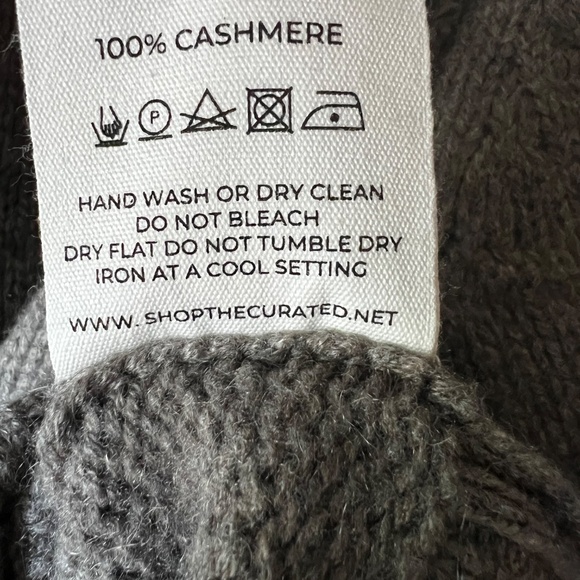 100% CASHMERE
P
HAND WASH OR DRY CLEAN
DO NOT BLEACH
DRY FLAT DO NOT TUMBLE DRY
IRON AT A COOL SETTING
WWW. SHOPTHECURATED.NET